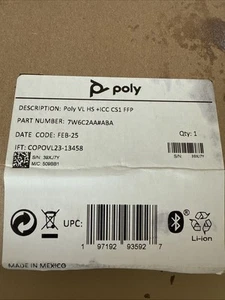 poly
DESCRIPTION: Poly VL HS +ICC CS1 FFP
PART NUMBER: 7W6C2AA#ABA
DATE CODE: FEB-25
Qty: 1
IFT: COPOVL23-13458
S/N:
M/C:
UPC:
1 97192 93592 7
Li-ion
MADE IN MEXICO